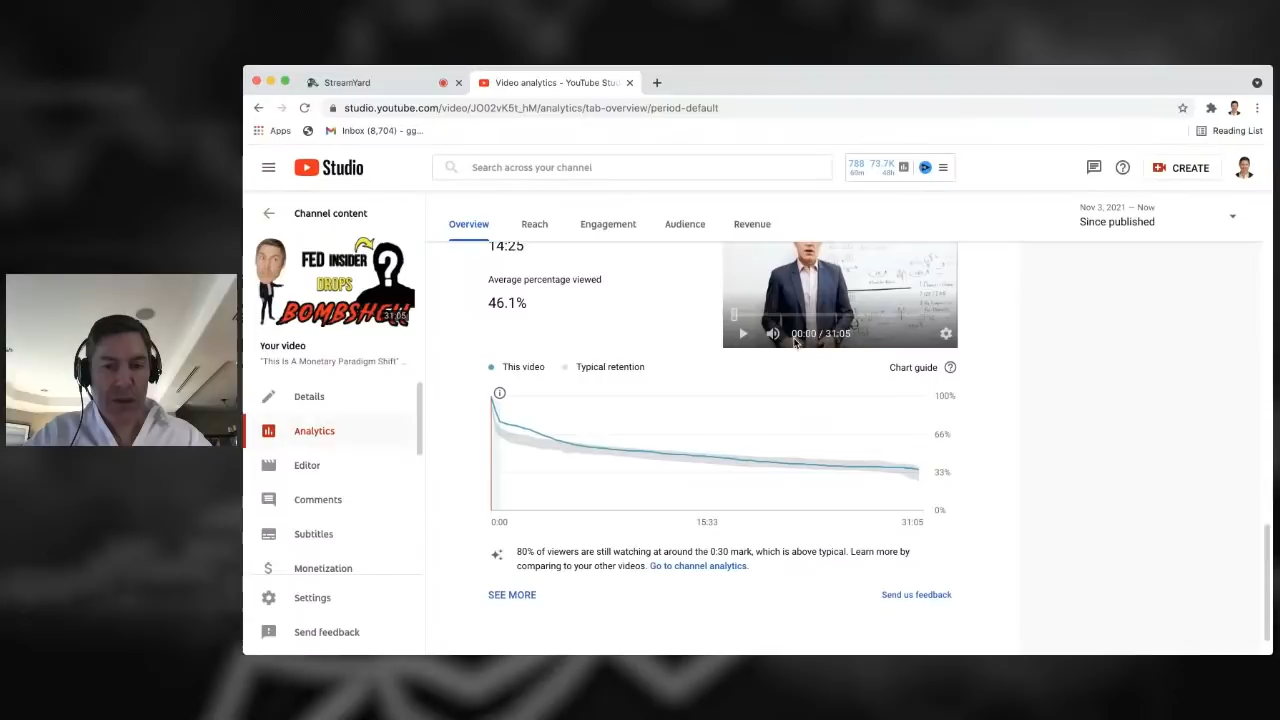 StreamYard
Video analytics - YouTube Stu
studio.youtube.com/video/JO02vK5t_hM/analytics/tab-overview/period-default
Apps
Inbox (8,704) - gg...
Reading List
Studio
Search across your channel
788
60m
73.7K
48h
CREATE
Channel content
FED INSIDER
DROPS
BOMBSHELL
?
31:05
Your video
"This Is A Monetary Paradigm Shift" ...
Details
Analytics
Editor
Comments
Subtitles
Monetization
Settings
Send feedback
Overview
Reach
Engagement
Audience
Revenue
Nov 3, 2021 – Now
Since published
14:25
Average percentage viewed
46.1%
00:00 / 31:05
This video
Typical retention
Chart guide
100%
66%
33%
0%
0:00
15:33
31:05
80% of viewers are still watching at around the 0:30 mark, which is above typical. Learn more by
comparing to your other videos. Go to channel analytics.
SEE MORE
Send us feedback